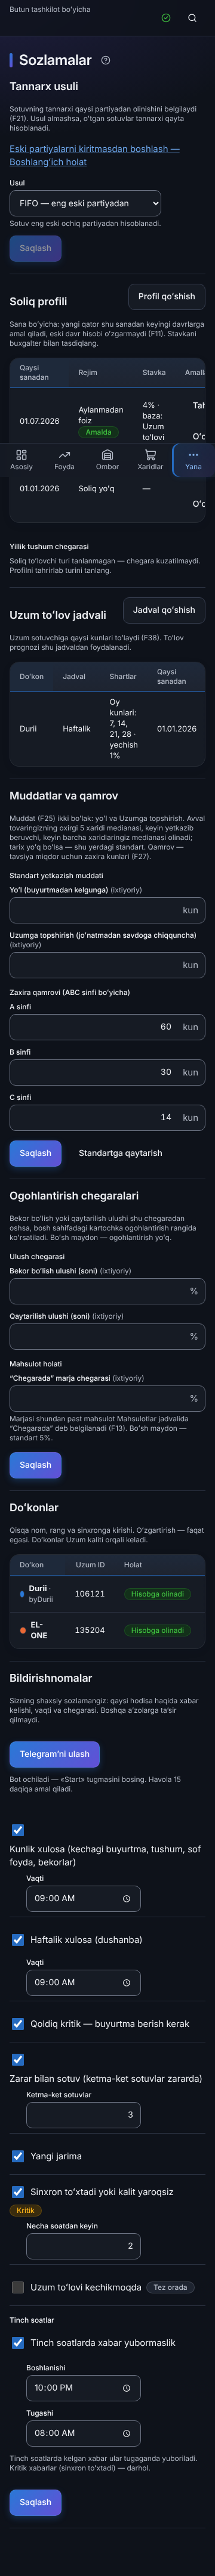 Butun tashkilot bo'yicha
Sozlamalar
Tannarx usuli
Sotuvning tannarxi qaysi partiyadan olinishini belgilaydi
(F21). Usul almashsa, o'tgan sotuvlar tannarxi qayta
hisoblanadi.
Eski partiyalarni kiritmasdan boshlash —
Boshlang'ich holat
Usul
FIFO — eng eski partiyadan
Sotuv eng eski ochiq partiyadan hisoblanadi.
Saqlash
Soliq profili
Profil qo'shish
Sana bo'yicha: yangi qator shu sanadan keyingi davrlarga
amal qiladi, eski davr hisobi o'zgarmaydi (F11). Stavkani
buxgalter bilan tasdiqlang.
Qaysi
sanadan
Rejim
Stavka
Amalla
01.07.2026
Aylanmadan
foiz
Amalda
4% ·
baza:
Uzum
to'lovi
Tah
O'c
Asosiy
Foyda
Ombor
Xaridlar
Yana
01.01.2026
Soliq yo'q
—
O'c
Yillik tushum chegarasi
Soliq to'lovchi turi tanlanmagan — chegara kuzatilmaydi.
Profilni tahrirlab turini tanlang.
Uzum to'lov jadvali
Jadval qo'shish
Uzum sotuvchiga qaysi kunlari to'laydi (F38). To'lov
prognozi shu jadvaldan foydalanadi.
Do'kon
Jadval
Shartlar
Qaysi
sanadan
Durii
Haftalik
Oy
kunlari:
7, 14,
21, 28 ·
yechish
1%
01.01.2026
Muddatlar va qamrov
Muddat (F25) ikki bo'lak: yo'l va Uzumga topshirish. Avval
tovaringizning oxirgi 5 xaridi medianasi, keyin yetkazib
beruvchi, keyin barcha xaridlaringiz medianasi olinadi;
tarix yo'q bo'lsa — shu yerdagi standart. Qamrov —
tavsiya miqdor uchun zaxira kunlari (F27).
Standart yetkazish muddati
Yo'l (buyurtmadan kelgunga) (ixtiyoriy)
kun
Uzumga topshirish (jo'natmadan savdoga chiqquncha)
(ixtiyoriy)
kun
Zaxira qamrovi (ABC sinfi bo'yicha)
A sinfi
60 kun
B sinfi
30 kun
C sinfi
14 kun
Saqlash
Standartga qaytarish
Ogohlantirish chegaralari
Bekor bo'lish yoki qaytarilish ulushi shu chegaradan
oshsa, bosh sahifadagi kartochka ogohlantirish rangida
ko'rsatiladi. Bo'sh maydon — ogohlantirish yo'q.
Ulush chegarasi
Bekor bo'lish ulushi (soni) (ixtiyoriy)
%
Qaytarilish ulushi (soni) (ixtiyoriy)
%
Mahsulot holati
"Chegarada" marja chegarasi (ixtiyoriy)
%
Marjasi shundan past mahsulot Mahsulotlar jadvalida
"Chegarada" deb belgilanadi (F13). Bo'sh maydon —
standart 5%.
Saqlash
Do'konlar
Qisqa nom, rang va sinxronga kirishi. O'zgartirish — faqat
egasi. Do'konlar Uzum kaliti orqali keladi.
Do'kon
Uzum ID
Holat
Durii ·
byDurii
106121
Hisobga olinadi
EL-
ONE
135204
Hisobga olinadi
Bildirishnomalar
Sizning shaxsiy sozlamangiz: qaysi hodisa haqida xabar
kelishi, vaqti va chegarasi. Boshqa a'zolarga ta'sir
qilmaydi.
Telegram'ni ulash
Bot ochiladi — «Start» tugmasini bosing. Havola 15
daqiqa amal qiladi.
Kunlik xulosa (kechagi buyurtma, tushum, sof
foyda, bekorlar)
Vaqti
09:00 AM
Haftalik xulosa (dushanba)
Vaqti
09:00 AM
Qoldiq kritik — buyurtma berish kerak
Zarar bilan sotuv (ketma-ket sotuvlar zararda)
Ketma-ket sotuvlar
3
Yangi jarima
Sinxron to'xtadi yoki kalit yaroqsiz
Kritik
Necha soatdan keyin
2
Uzum to'lovi kechikmoqda
Tez orada
Tinch soatlar
Tinch soatlarda xabar yubormaslik
Boshlanishi
10:00 PM
Tugashi
08:00 AM
Tinch soatlarda kelgan xabar ular tugaganda yuboriladi.
Kritik xabarlar (sinxron to'xtadi) — darhol.
Saqlash